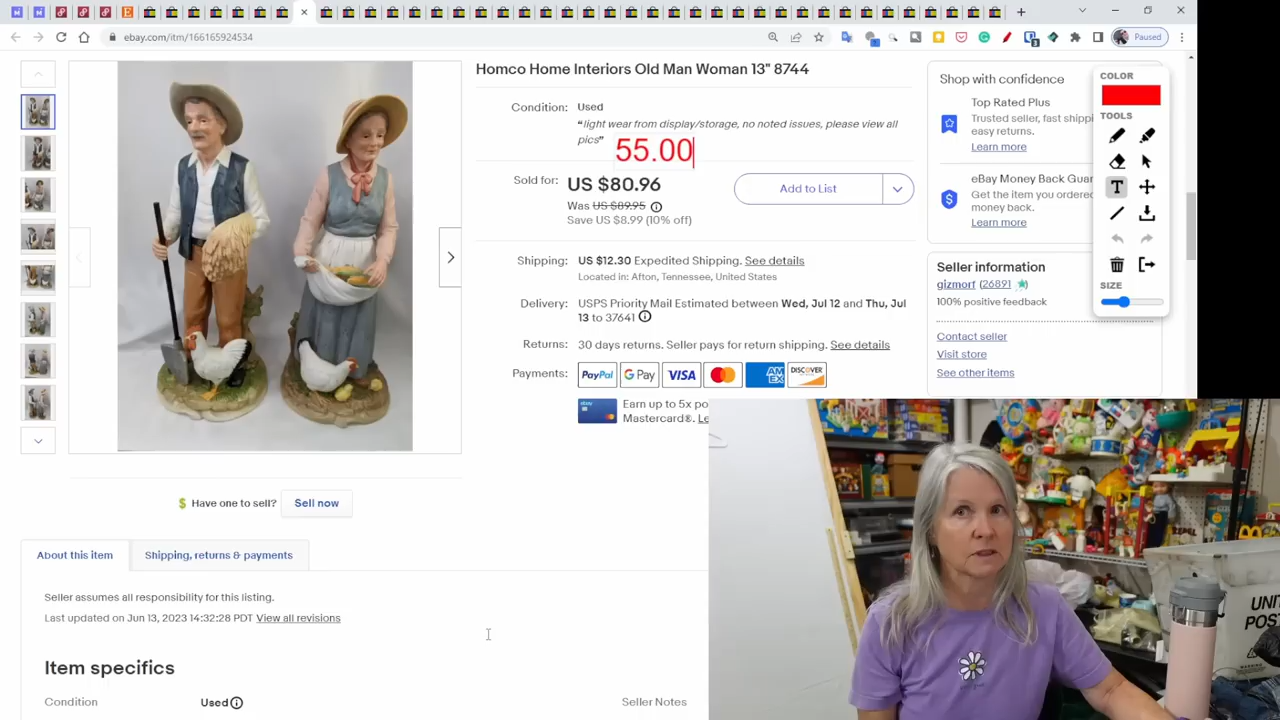 Paused
ebay.com/itm/166165924534
Homco Home Interiors Old Man Woman 13" 8744
Condition:
Used
"light wear from display/storage, no noted issues, please view all
pics"
55.00
Sold for:
US $80.96
Was US $89.95
Save US $8.99 (10% off)
Add to List
Shipping:
US $12.30 Expedited Shipping. See details
Located in: Afton, Tennessee, United States
Delivery:
USPS Priority Mail Estimated between Wed, Jul 12 and Thu, Jul
13 to 37641
Returns:
30 days returns. Seller pays for return shipping. See details
Payments:
PayPal
G Pay
VISA
mastercard
AM
EX
DISCOVER
Earn up to 5x po
Mastercard®. Le
Shop with confidence
Top Rated Plus
Trusted seller, fast shippi
easy returns.
Learn more
eBay Money Back Guar
Get the item you ordere
money back.
Learn more
Seller information
gizmorf (26891)
100% positive feedback
Contact seller
Visit store
See other items
COLOR
TOOLS
T
SIZE
$ Have one to sell?
Sell now
About this item
Shipping, returns & payments
Seller assumes all responsibility for this listing.
Last updated on Jun 13, 2023 14:32:28 PDT View all revisions
Item specifics
Condition
Used
Seller Notes
UNIT
POST